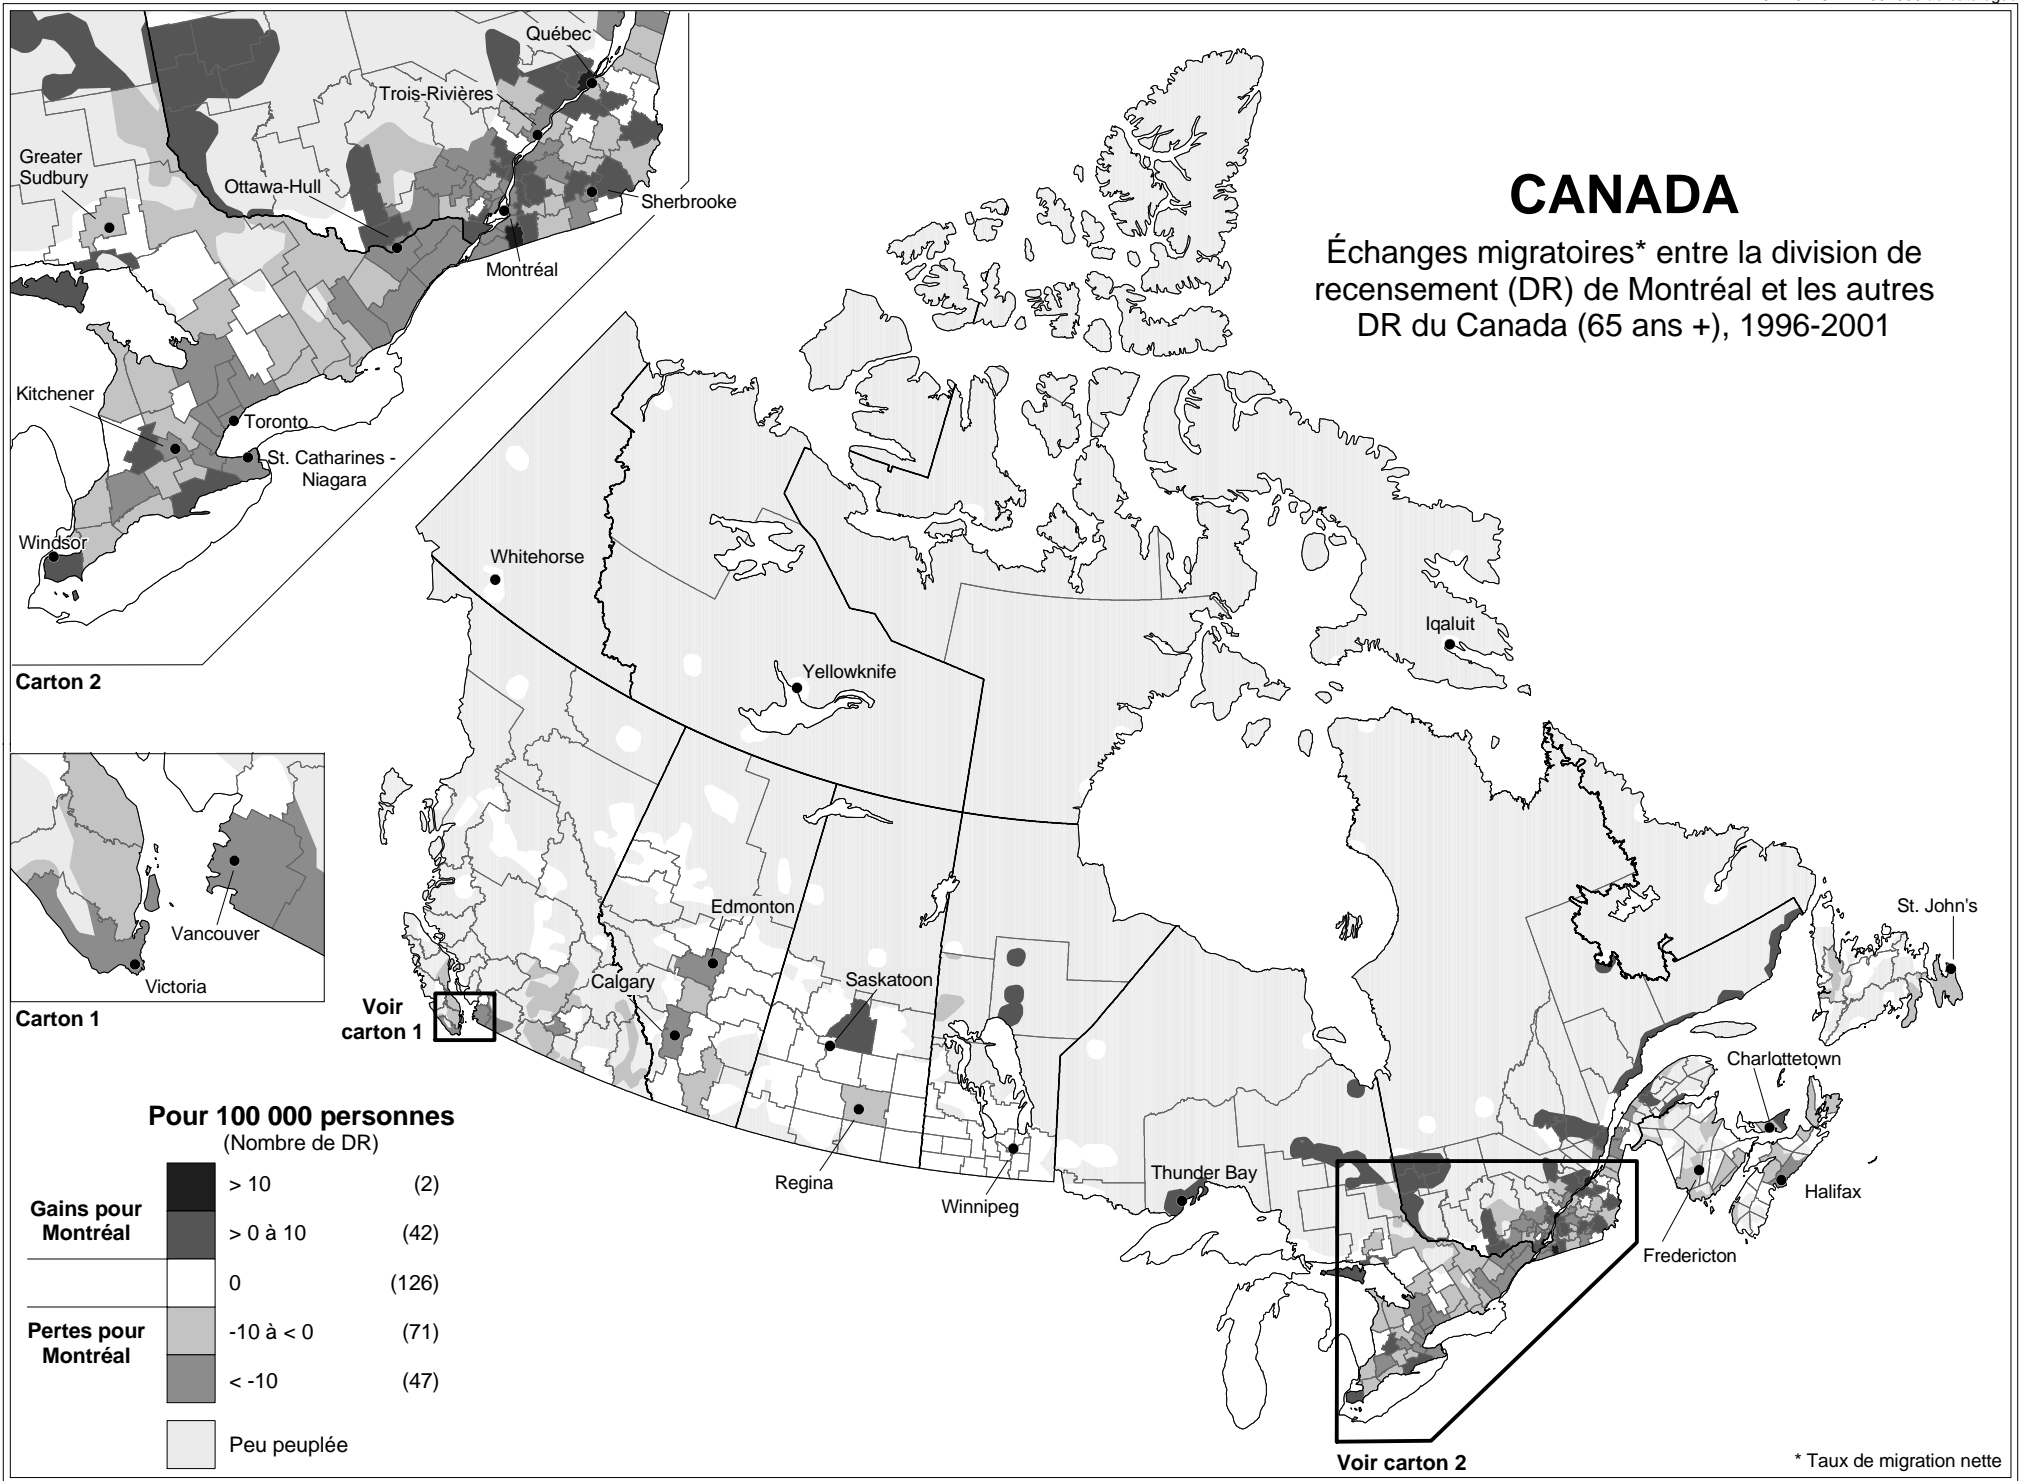 CANADA
Échanges migratoires* entre la division de
recensement (DR) de Montréal et les autres
DR du Canada (65 ans +), 1996-2001
Québec
Trois-Rivières
Greater
Sudbury
Ottawa-Hull
Sherbrooke
Montréal
Kitchener
Toronto
St. Catharines -
Niagara
Windsor
Carton 2
Vancouver
Victoria
Carton 1
Voir
carton 1
Whitehorse
Yellowknife
Iqaluit
Edmonton
Calgary
Saskatoon
Regina
Winnipeg
Thunder Bay
St. John's
Charlottetown
Halifax
Fredericton
Voir carton 2
Pour 100 000 personnes
(Nombre de DR)
Gains pour
Montréal
> 10 (2)
> 0 à 10 (42)
0 (126)
Pertes pour
Montréal
-10 à < 0 (71)
< -10 (47)
Peu peuplée
* Taux de migration nette